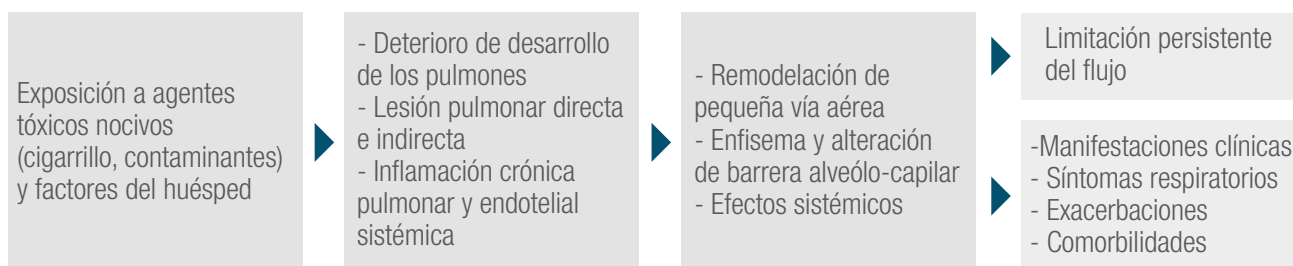 Exposición a agentes
tóxicos nocivos
(cigarrillo, contaminantes)
y factores del huésped
- Deterioro de desarrollo
de los pulmones
- Lesión pulmonar directa
e indirecta
- Inflamación crónica
pulmonar y endotelial
sistémica
- Remodelación de
pequeña vía aérea
- Enfisema y alteración
de barrera alveólo-capilar
- Efectos sistémicos
Limitación persistente
del flujo
-Manifestaciones clínicas
- Síntomas respiratorios
- Exacerbaciones
- Comorbilidades